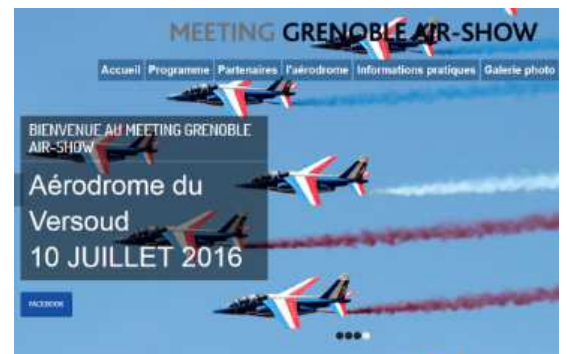 MEETING GRENOBLE AIR-SHOW
Accueil Programme Partenaires l'aérodrome Informations pratiques Galerie photo
BIENVENUE AU MEETING GRENOBLE
AIR-SHOW
Aérodrome du
Versoud
10 JUILLET 2016
FACEBOOK